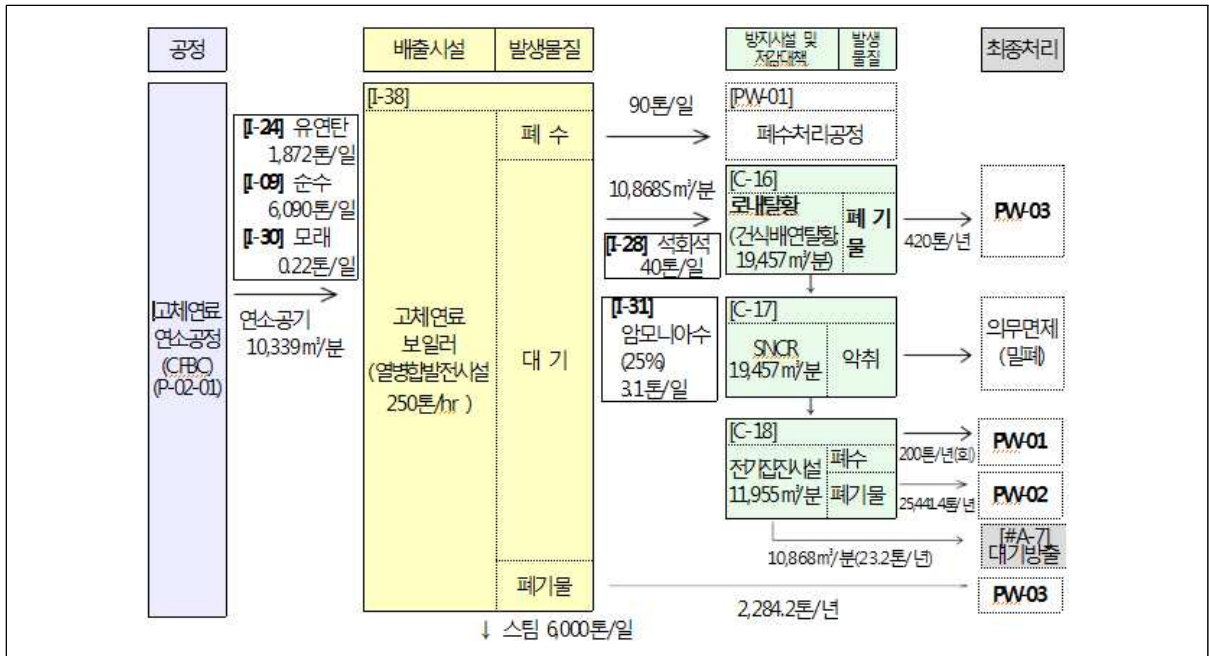 공정
배출시설
발생물질
방지시설 및
저감대책
발생
물질
최종처리
고체연료
연소공정
(CFBC)
(P-02-01)
[I-24] 유연탄
1,872톤/일
[I-09] 순수
6,090톤/일
[I-30] 모래
0.22톤/일
연소공기
10,339㎥/분
[I-38]
고체연료
보일러
(열병합발전시설
250톤/hr )
폐 수
대 기
폐기물
90톤/일
[PW-01]
폐수처리공정
10,868S㎥/분
[I-28] 석회석
40톤/일
[C-16]
로내탈황
(건식배연탈황,
19,457㎥/분)
폐 기
물
420톤/년
PW-03
[I-31]
암모니아수
(25%)
3.1톤/일
[C-17]
SNCR
19,457㎥/분
악취
의무면제
(밀폐)
[C-18]
전기집진시설
11,955㎥/분
폐수
폐기물
200톤/년(회)
PW-01
25,441.4톤/년
PW-02
10,868㎥/분(23.2톤/년)
[#A-7]
대기방출
2,284.2톤/년
PW-03
↓ 스팀 6,000톤/일